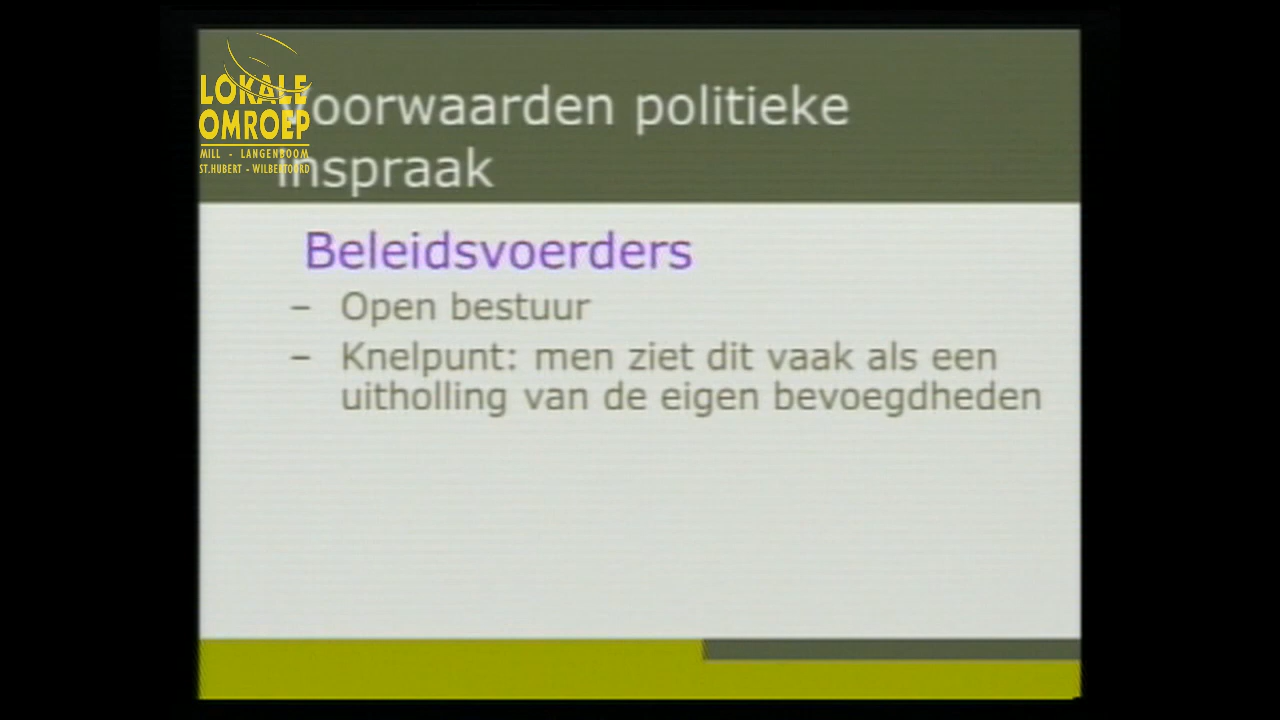 LOKALE
OMROEP
MILL - LANGENBOOM
ST.HUBERT - WILBERTOORD
Voorwaarden politieke
inspraak
Beleidsvoerders
– Open bestuur
– Knelpunt: men ziet dit vaak als een
uitholling van de eigen bevoegdheden